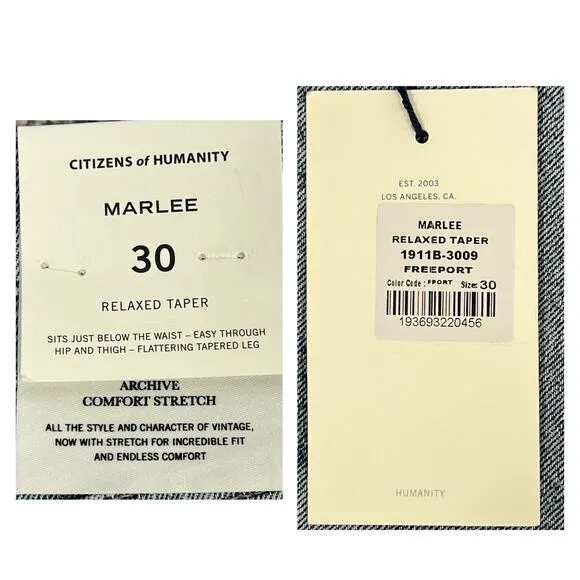 CITIZENS of HUMANITY
MARLEE
30
RELAXED TAPER
SITS JUST BELOW THE WAIST – EASY THROUGH
HIP AND THIGH – FLATTERING TAPERED LEG
ARCHIVE
COMFORT STRETCH
ALL THE STYLE AND CHARACTER OF VINTAGE,
NOW WITH STRETCH FOR INCREDIBLE FIT
AND ENDLESS COMFORT
EST. 2003
LOS ANGELES, CA.
MARLEE
RELAXED TAPER
1911B-3009
FREEPORT
Color Code : FPORT Size: 30
193693220456
HUMANITY